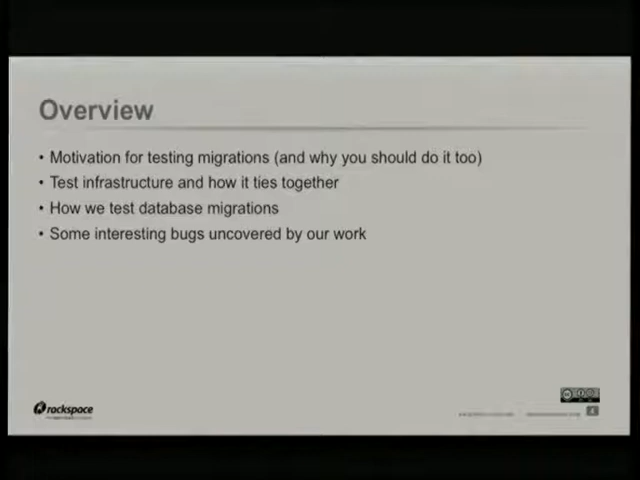 Overview
• Motivation for testing migrations (and why you should do it too)
• Test infrastructure and how it ties together
• How we test database migrations
• Some interesting bugs uncovered by our work
rackspace